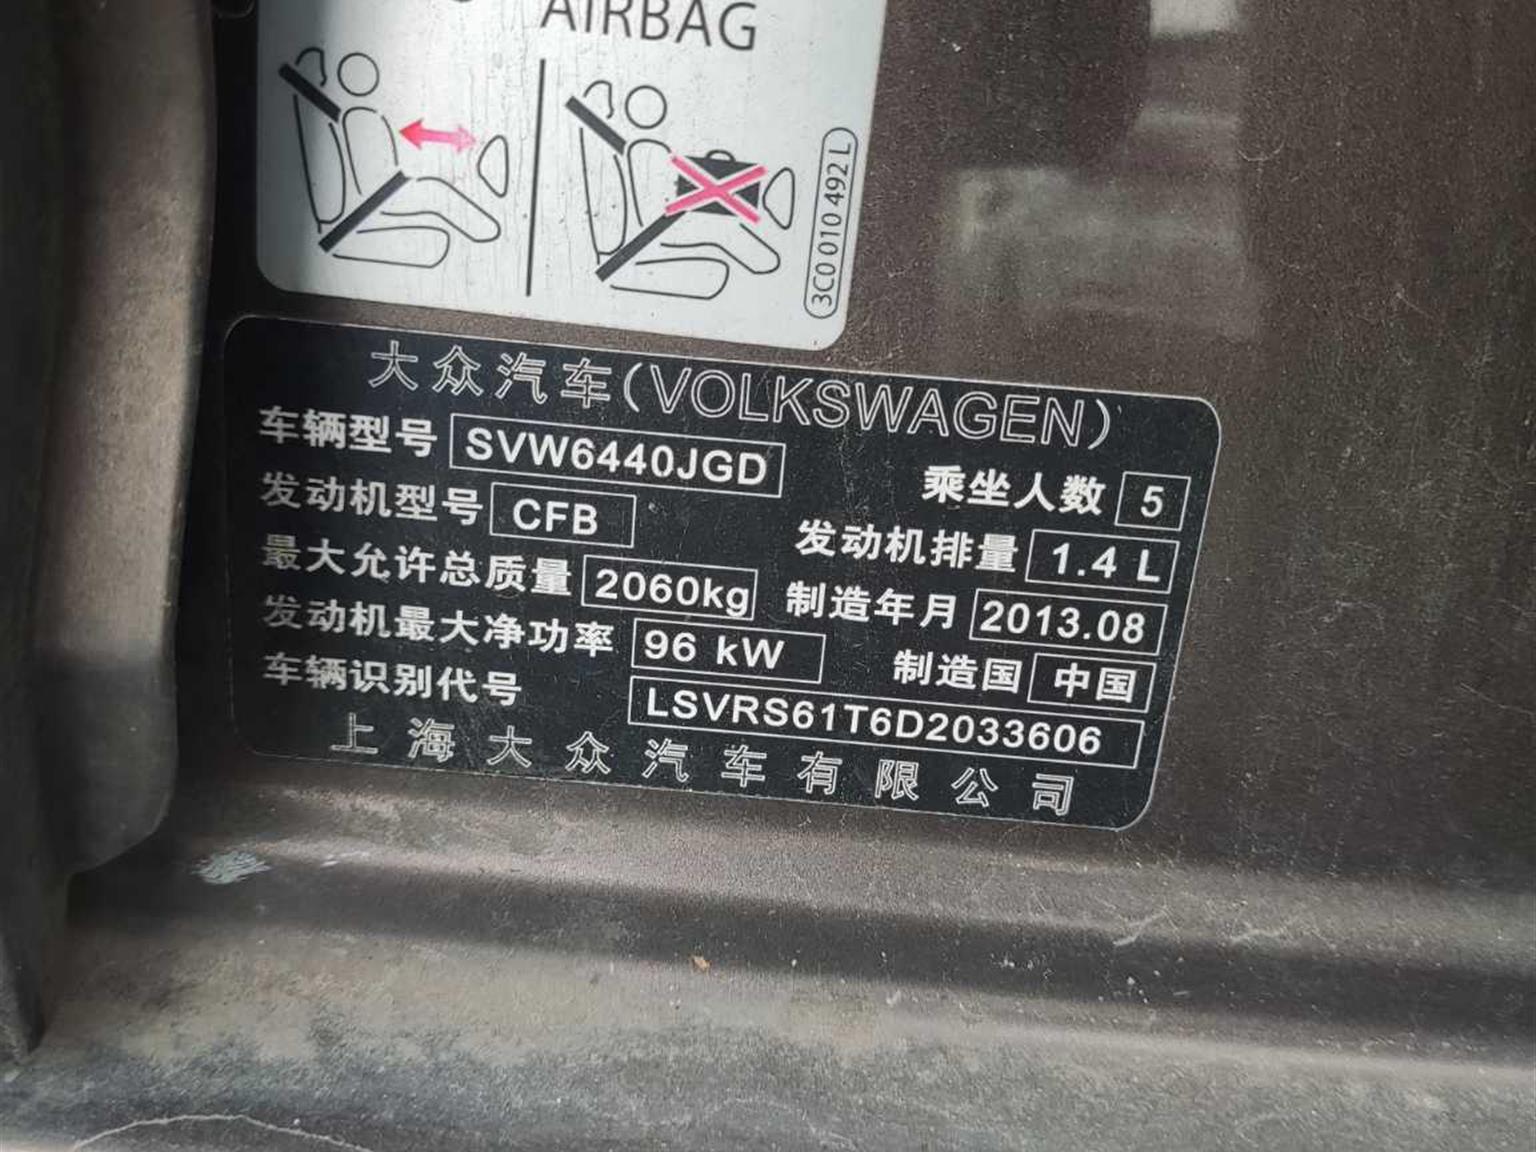 AIRBAG
3C0 010 492 L
大众汽车(VOLKSWAGEN)
车辆型号 SVW6440JGD 乘坐人数 5
发动机型号 CFB 发动机排量 1.4 L
最大允许总质量 2060kg 制造年月 2013.08
发动机最大净功率 96 kW 制造国 中国
车辆识别代号 LSVRS61T6D2033606
上海大众汽车有限公司